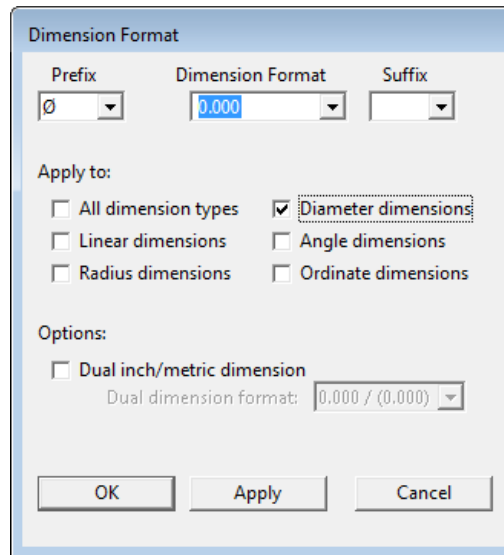 Dimension Format
Prefix Dimension Format Suffix
Ø 0.000
Apply to:
All dimension types Diameter dimensions
Linear dimensions Angle dimensions
Radius dimensions Ordinate dimensions
Options:
Dual inch/metric dimension
Dual dimension format: 0.000 / (0.000)
OK Apply Cancel